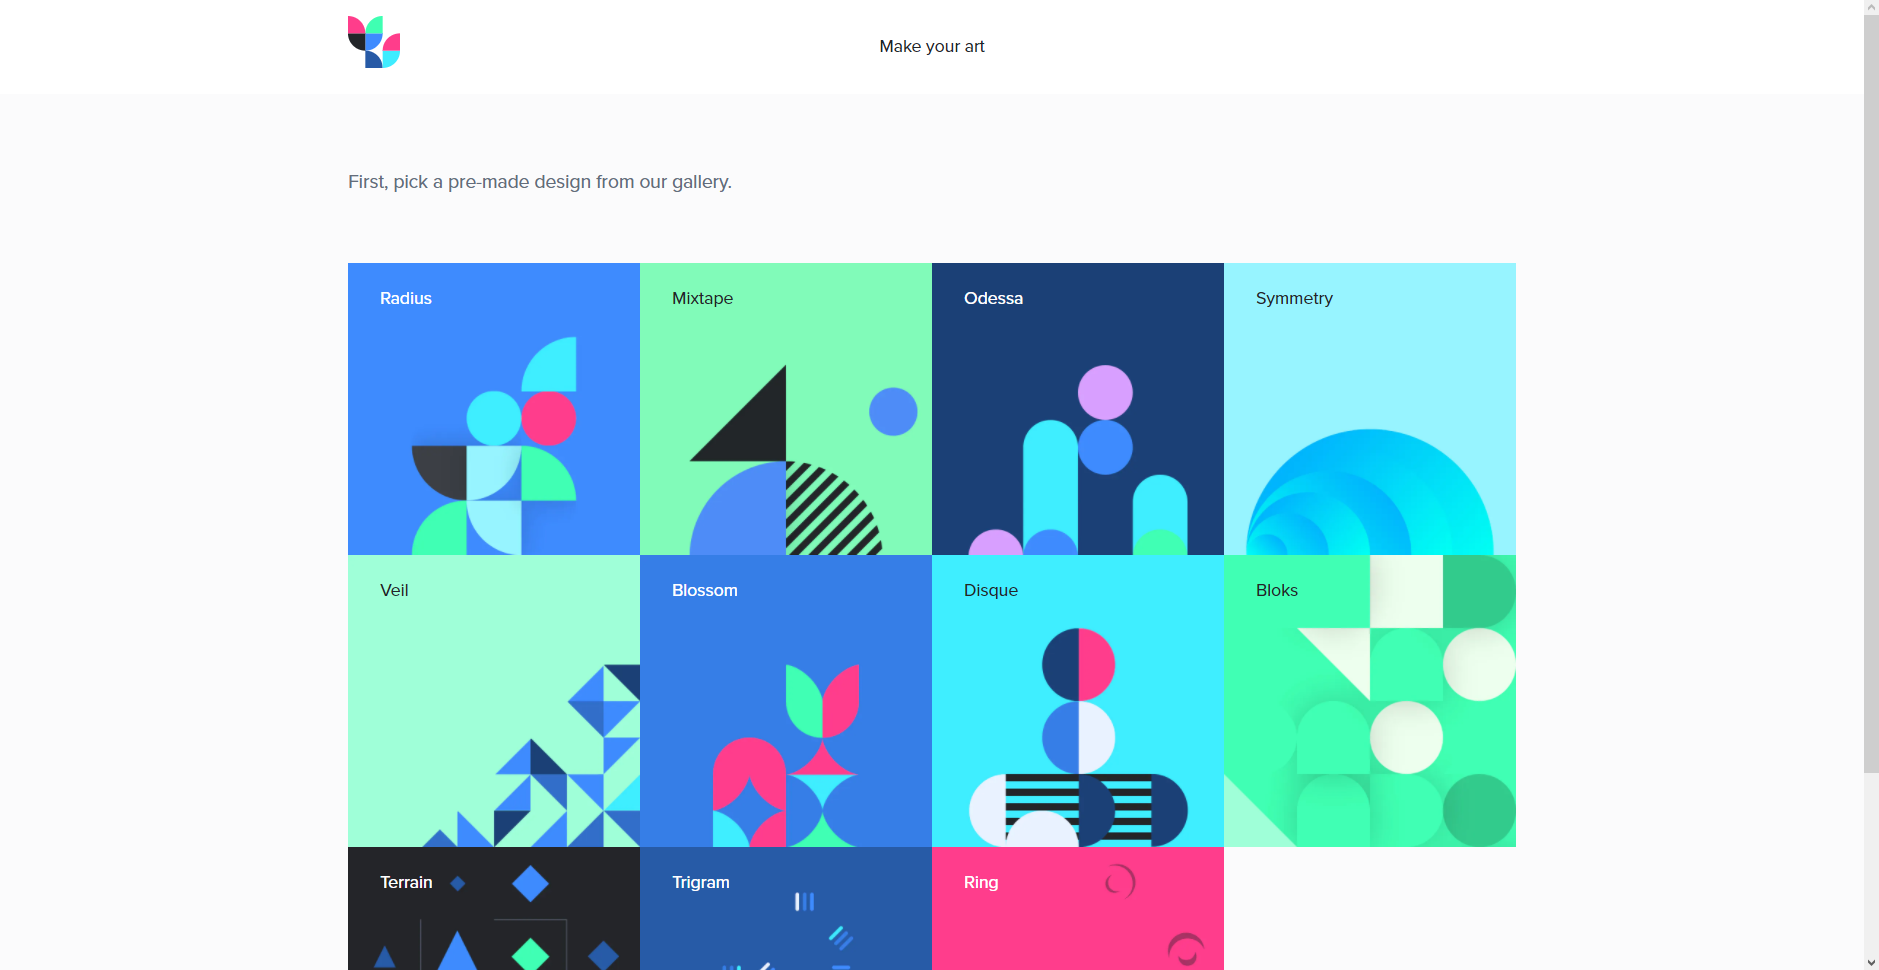 Make your art
First, pick a pre-made design from our gallery.
Radius
Mixtape
Odessa
Symmetry
Veil
Blossom
Disque
Bloks
Terrain
Trigram
Ring